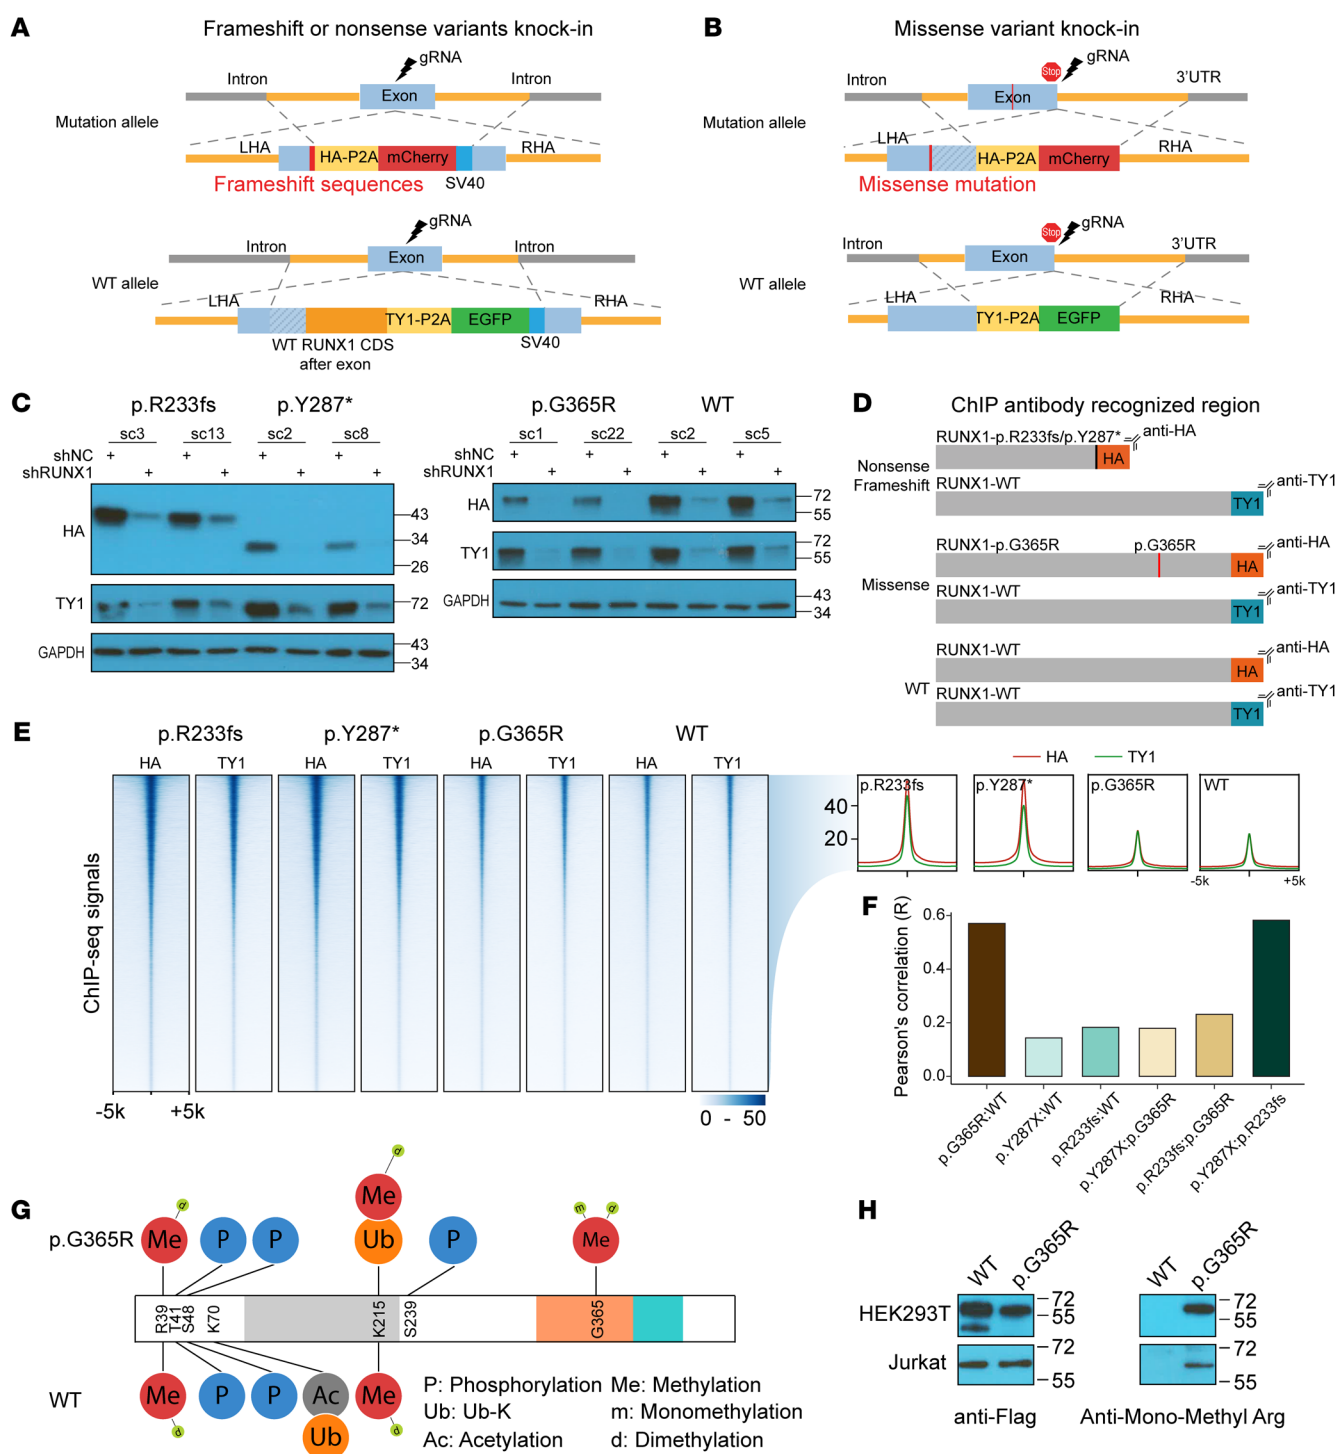 A
Frameshift or nonsense variants knock-in
gRNA
Intron
Exon
Intron
Mutation allele
LHA
HA-P2A
mCherry
RHA
Frameshift sequences
SV40
gRNA
Intron
Exon
Intron
WT allele
LHA
RHA
TY1-P2A
EGFP
WT RUNX1 CDS
SV40
after exon
B
Missense variant knock-in
Stop
gRNA
Intron
3'UTR
Exon
Mutation allele
LHA
HA-P2A
mCherry
RHA
Missense mutation
Stop
gRNA
Intron
Exon
3'UTR
WT allele
LHA
RHA
TY1-P2A
EGFP
C
p.R233fs
p.Y287*
sc3
sc13
sc2
sc8
shNC
+ + + +
shRUNX1
+ + + +
HA
43
34
26
TY1
72
GAPDH
43
34
p.G365R
WT
sc1
sc22
sc2
sc5
shNC
+ + + +
shRUNX1
+ + + +
HA
72
55
TY1
72
55
GAPDH
43
34
D
ChIP antibody recognized region
RUNX1-p.R233fs/p.Y287*
anti-HA
HA
Nonsense
Frameshift
RUNX1-WT
anti-TY1
TY1
RUNX1-p.G365R
p.G365R
anti-HA
HA
Missense
RUNX1-WT
anti-TY1
TY1
RUNX1-WT
anti-HA
HA
WT
RUNX1-WT
anti-TY1
TY1
E
p.R233fs
p.Y287*
p.G365R
WT
HA
TY1
HA
TY1
HA
TY1
HA
TY1
ChIP-seq signals
-5k
+5k
0 - 50
HA
TY1
p.R233fs
p.Y287*
p.G365R
WT
40
20
-5k
+5k
F
Pearson's correlation (R)
0.6
0.4
0.2
0.0
p.G365R:WT
p.Y287X:WT
p.R233fs:WT
p.Y287X:p.G365R
p.R233fs:p.G365R
p.Y287X:p.R233fs
G
p.G365R
d
Me
P
P
d
Me
Ub
P
m
d
Me
R39
T41
S48
K70
K215
S239
G365
WT
Me
d
P
P
Ac
Ub
Me
d
P: Phosphorylation
Me: Methylation
Ub: Ub-K
m: Monomethylation
Ac: Acetylation
d: Dimethylation
H
WT
p.G365R
WT
p.G365R
HEK293T
72
55
72
55
Jurkat
72
55
72
55
anti-Flag
Anti-Mono-Methyl Arg